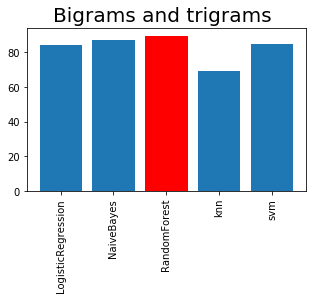 Bigrams and trigrams
80
60
40
20
0
LogisticRegression
NaiveBayes
RandomForest
knn
svm